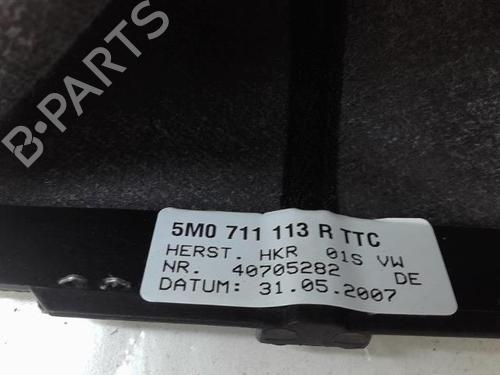 B-PARTS
5M0 711 113 R TTC
HERST. HKR 01S VW
NR. 40705282 DE
DATUM: 31.05.2007